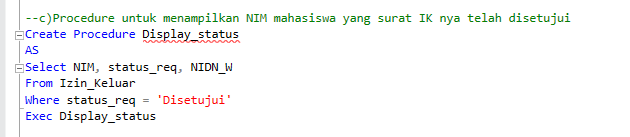 --c)Procedure untuk menampilkan NIM mahasiswa yang surat IK nya telah disetujui
Create Procedure Display_status
AS
Select NIM, status_req, NIDN_W
From Izin_Keluar
Where status_req = 'Disetujui'
Exec Display_status